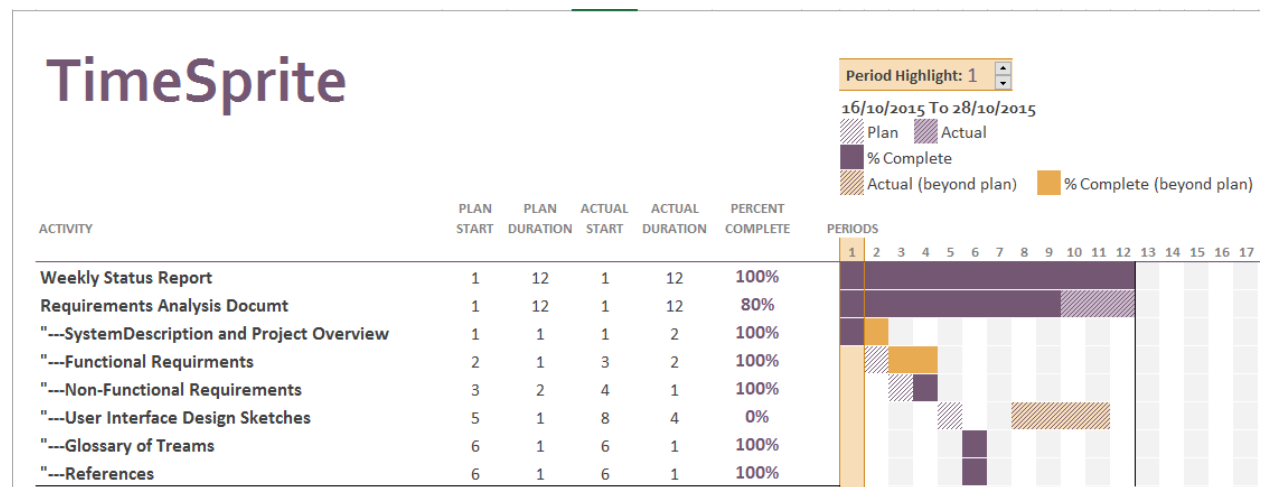 TimeSprite
Period Highlight: 1
16/10/2015 To 28/10/2015
Plan Actual
% Complete
Actual (beyond plan) % Complete (beyond plan)
PLAN PLAN ACTUAL ACTUAL PERCENT
ACTIVITY START DURATION START DURATION COMPLETE PERIODS
1 2 3 4 5 6 7 8 9 10 11 12 13 14 15 16 17
Weekly Status Report 1 12 1 12 100%
Requirements Analysis Documt 1 12 1 12 80%
"---SystemDescription and Project Overview 1 1 1 2 100%
"---Functional Requirments 2 1 3 2 100%
"---Non-Functional Requirements 3 2 4 1 100%
"---User Interface Design Sketches 5 1 8 4 0%
"---Glossary of Treams 6 1 6 1 100%
"---References 6 1 6 1 100%